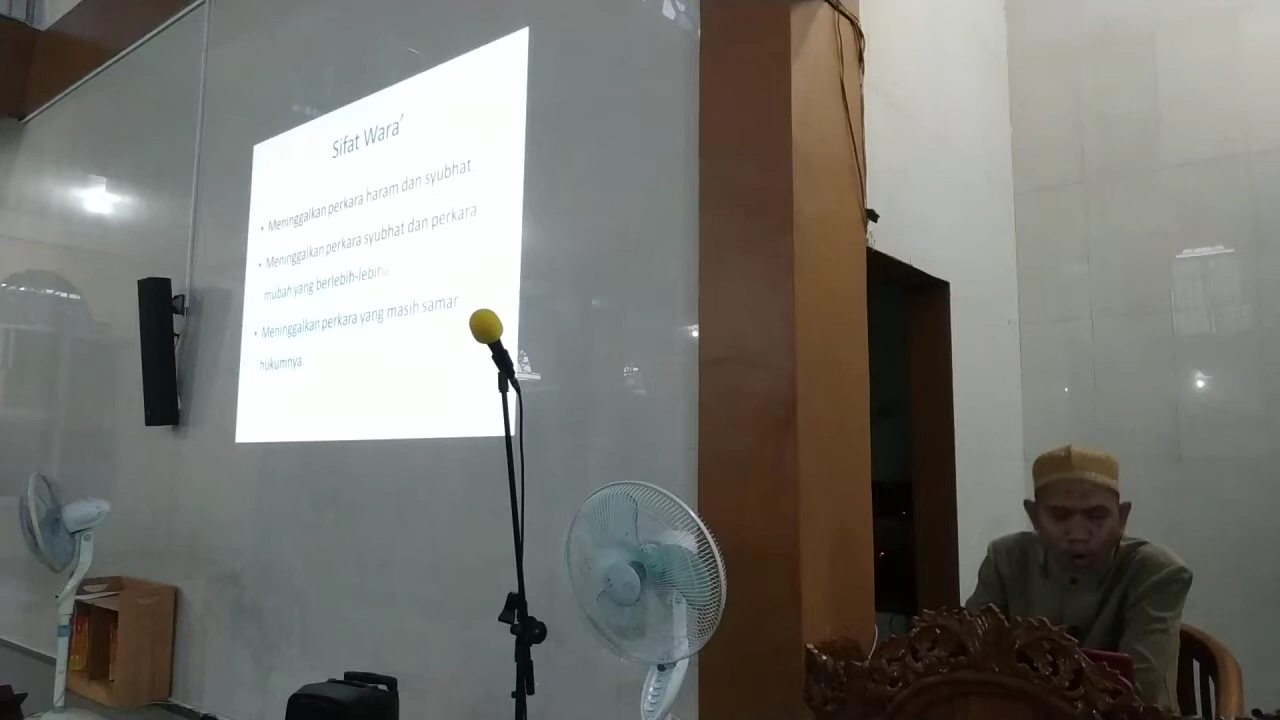 Sifat Wara'
• Meninggalkan perkara haram dan syubhat
• Meninggalkan perkara syubhat dan perkara
mubah yang berlebih-lebihan
• Meninggalkan perkara yang masih samar
hukumnya.